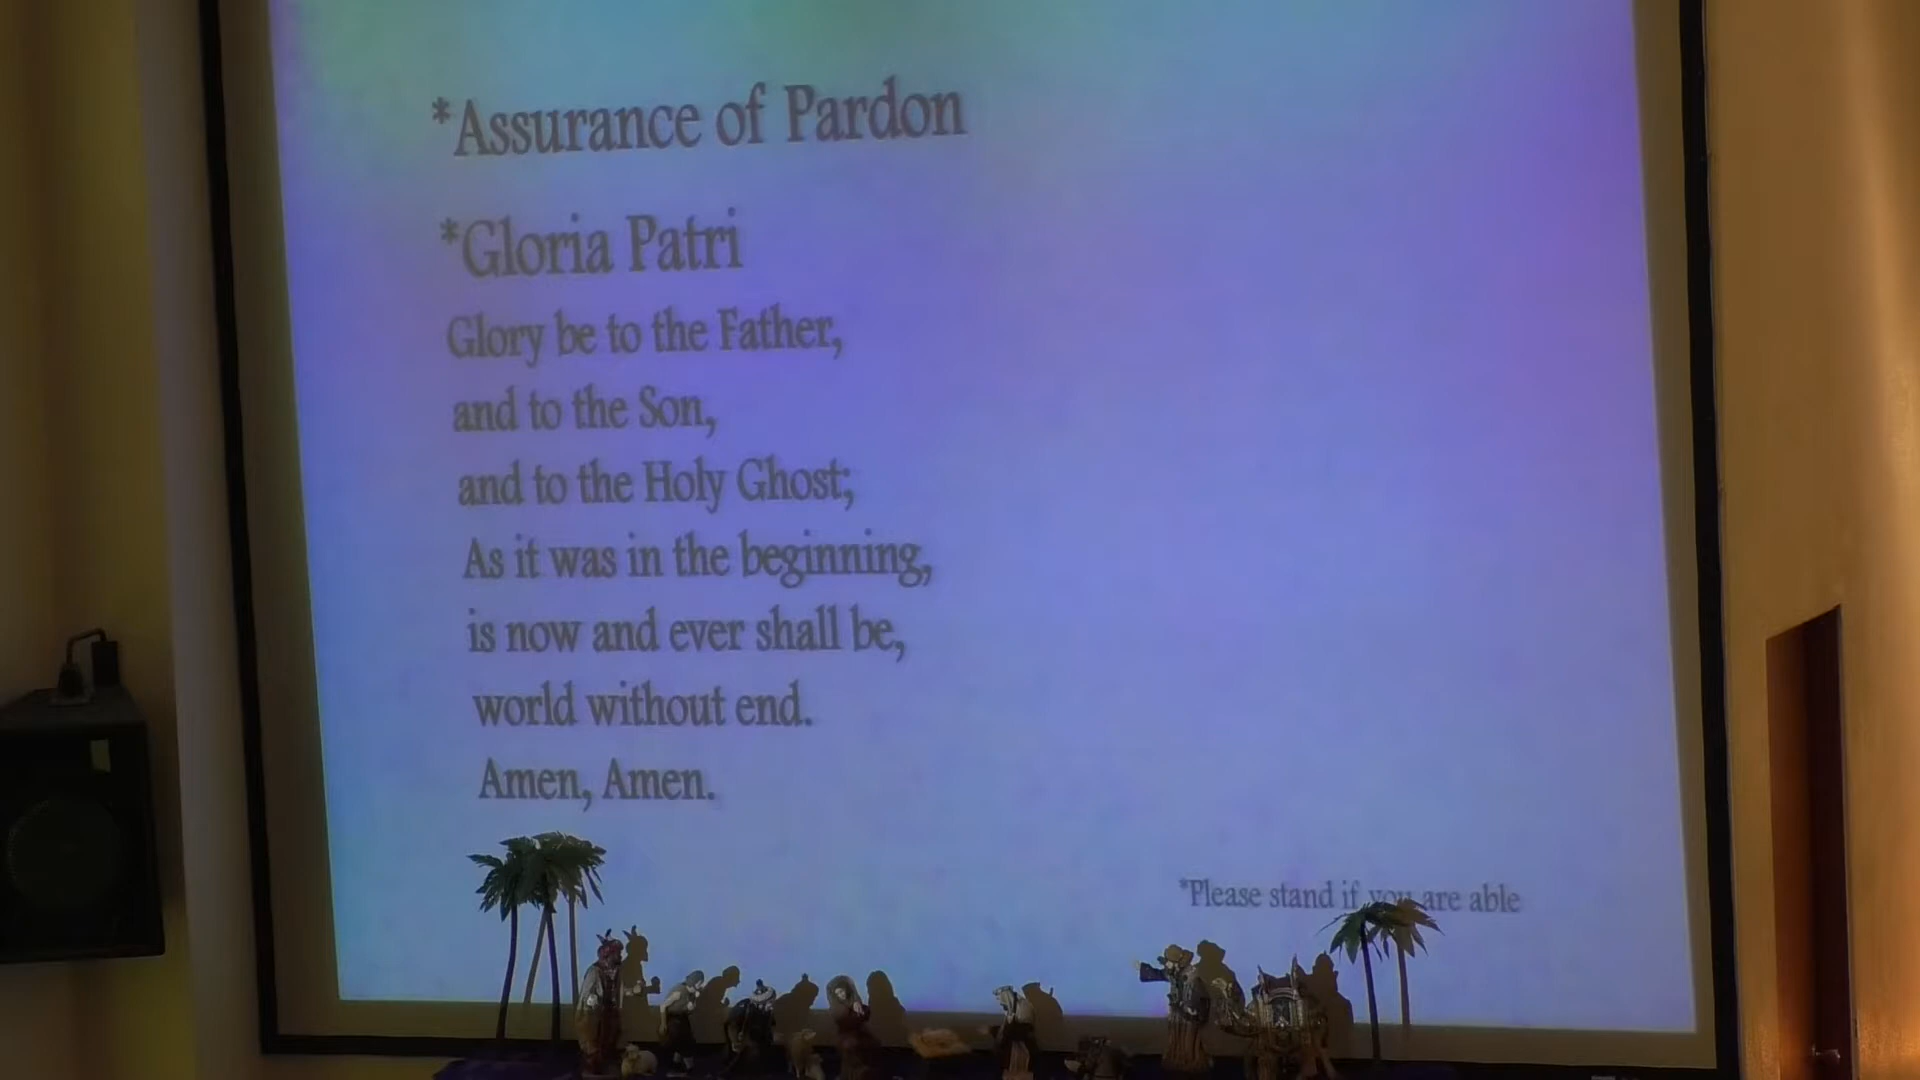 *Assurance of Pardon
*Gloria Patri
Glory be to the Father,
and to the Son,
and to the Holy Ghost;
As it was in the beginning,
is now and ever shall be,
world without end.
Amen, Amen.
*Please stand if you are able